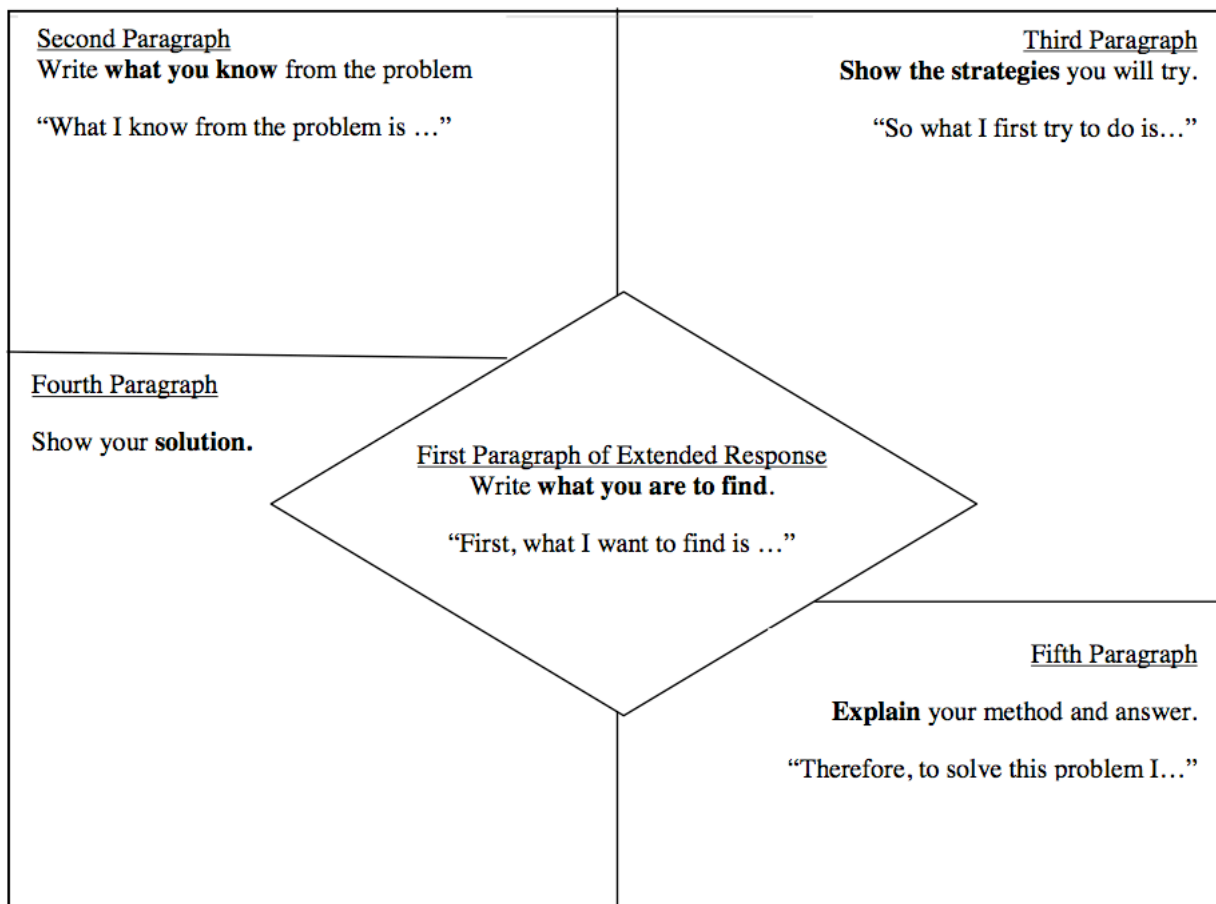 Second Paragraph
Write what you know from the problem
“What I know from the problem is …”
Third Paragraph
Show the strategies you will try.
“So what I first try to do is…”
Fourth Paragraph
Show your solution.
First Paragraph of Extended Response
Write what you are to find.
“First, what I want to find is …”
Fifth Paragraph
Explain your method and answer.
“Therefore, to solve this problem I…”